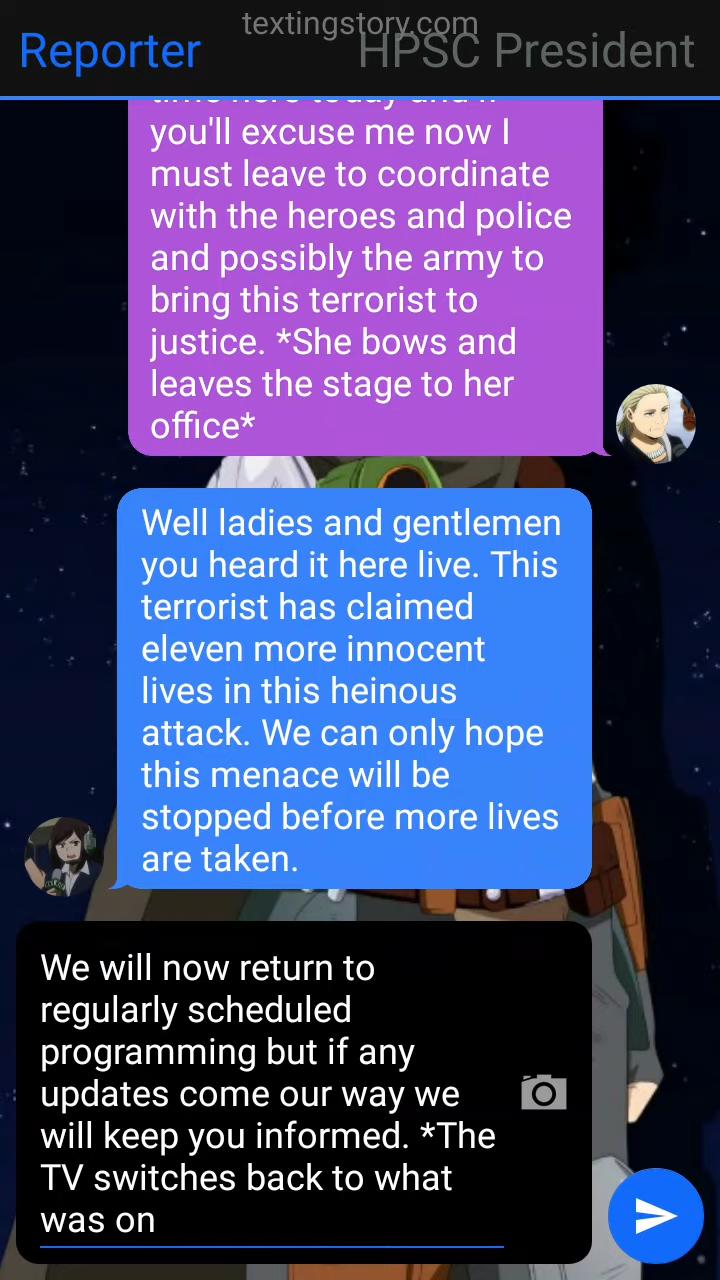 textingstory.com
Reporter
HPSC President
time here today and if
you'll excuse me now I
must leave to coordinate
with the heroes and police
and possibly the army to
bring this terrorist to
justice. *She bows and
leaves the stage to her
office*
Well ladies and gentlemen
you heard it here live. This
terrorist has claimed
eleven more innocent
lives in this heinous
attack. We can only hope
this menace will be
stopped before more lives
are taken.
We will now return to
regularly scheduled
programming but if any
updates come our way we
will keep you informed. *The
TV switches back to what
was on